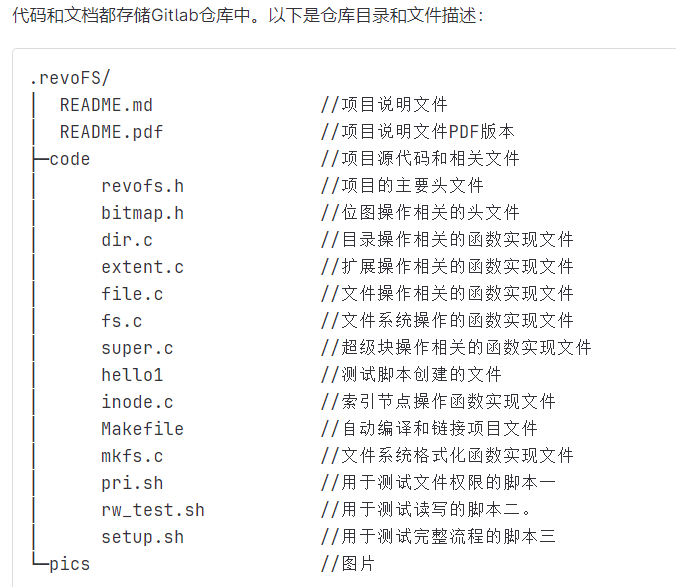 代码和文档都存储Gitlab仓库中。以下是仓库目录和文件描述：
.revoFS/
│  README.md                 //项目说明文件
│  README.pdf                //项目说明文件PDF版本
├─code                       //项目源代码和相关文件
│      revofs.h              //项目的主要头文件
│      bitmap.h              //位图操作相关的头文件
│      dir.c                 //目录操作相关的函数实现文件
│      extent.c              //扩展操作相关的函数实现文件
│      file.c                //文件操作相关的函数实现文件
│      fs.c                  //文件系统操作的函数实现文件
│      super.c               //超级块操作相关的函数实现文件
│      hello1                //测试脚本创建的文件
│      inode.c               //索引节点操作函数实现文件
│      Makefile              //自动编译和链接项目文件
│      mkfs.c                //文件系统格式化函数实现文件
│      pri.sh                //用于测试文件权限的脚本一
│      rw_test.sh            //用于测试读写的脚本二。
│      setup.sh              //用于测试完整流程的脚本三
└─pics                       //图片